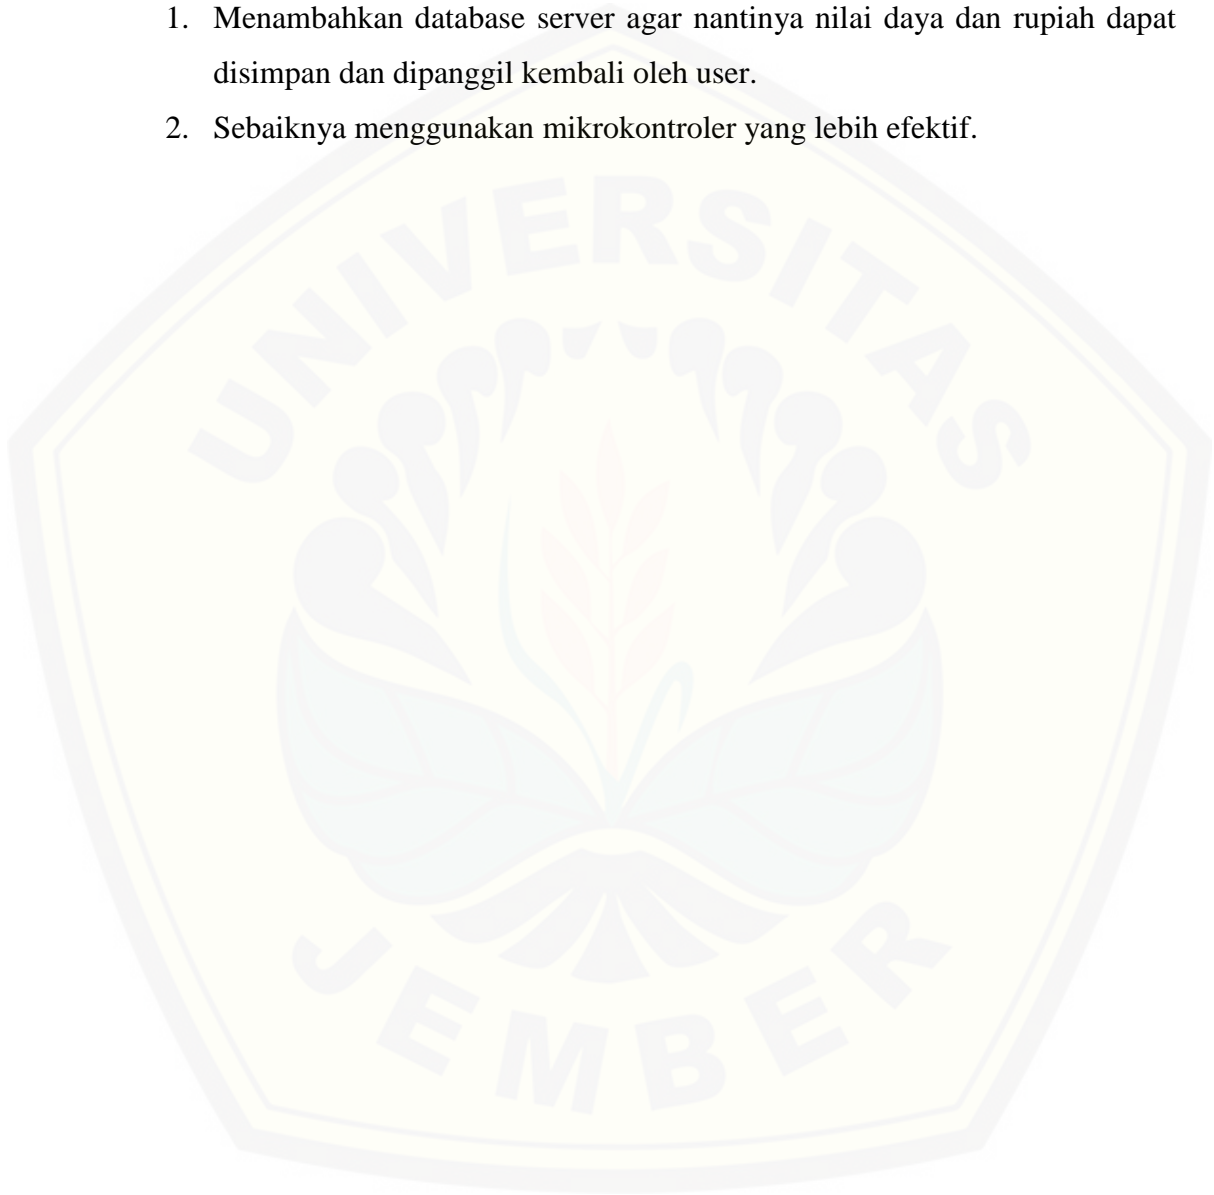 1. Menambahkan database server agar nantinya nilai daya dan rupiah dapat
disimpan dan dipanggil kembali oleh user.
2. Sebaiknya menggunakan mikrokontroler yang lebih efektif.
UNIVERSITAS
JEMBER